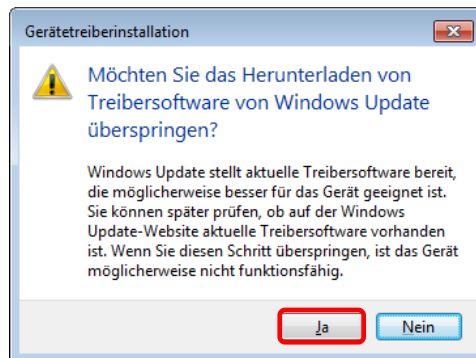 Gerätetreiberinstallation
Möchten Sie das Herunterladen von
Treibersoftware von Windows Update
überspringen?
Windows Update stellt aktuelle Treibersoftware bereit,
die möglicherweise besser für das Gerät geeignet ist.
Sie können später prüfen, ob auf der Windows
Update-Website aktuelle Treibersoftware vorhanden
ist. Wenn Sie diesen Schritt überspringen, ist das Gerät
möglicherweise nicht funktionsfähig.
Ja Nein